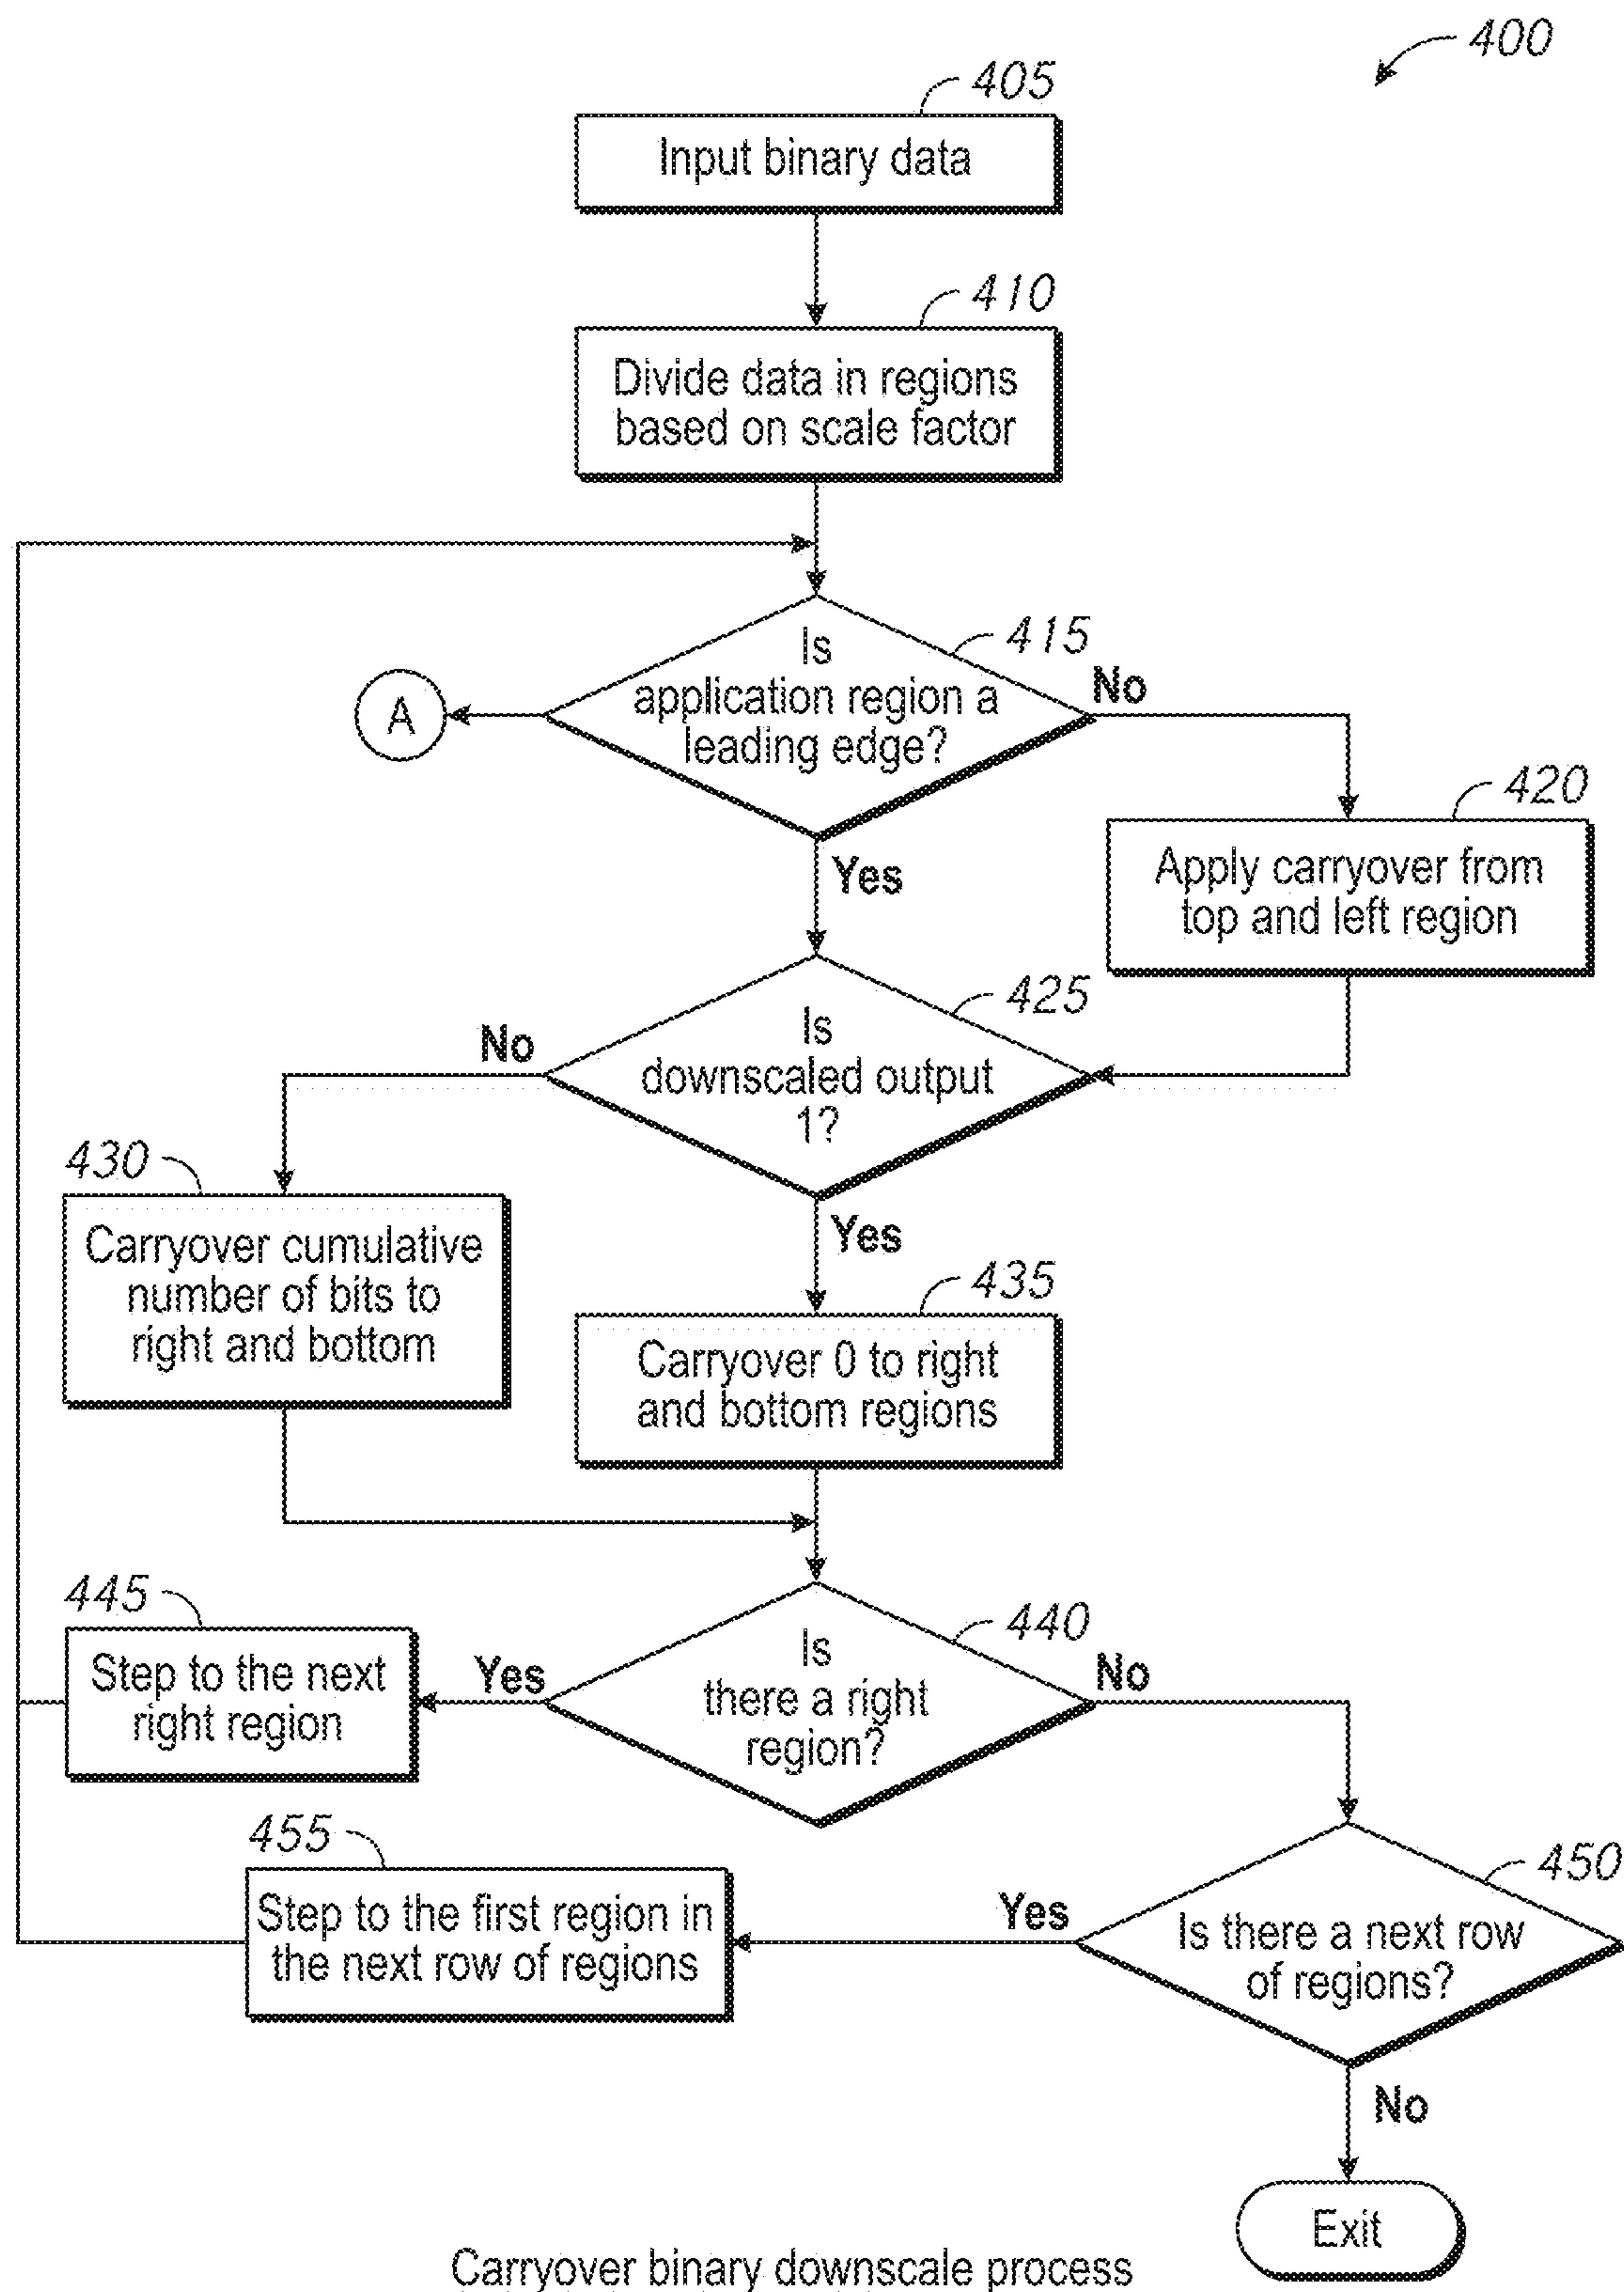 400
405
Input binary data
410
Divide data in regions
based on scale factor
415
Is
application region a
leading edge?
A
No
Yes
420
Apply carryover from
top and left region
425
Is
downscaled output
1?
No
Yes
430
Carryover cumulative
number of bits to
right and bottom
435
Carryover 0 to right
and bottom regions
440
Is
there a right
region?
Yes
No
445
Step to the next
right region
450
Is there a next row
of regions?
Yes
No
455
Step to the first region in
the next row of regions
Exit
Carryover binary downscale process